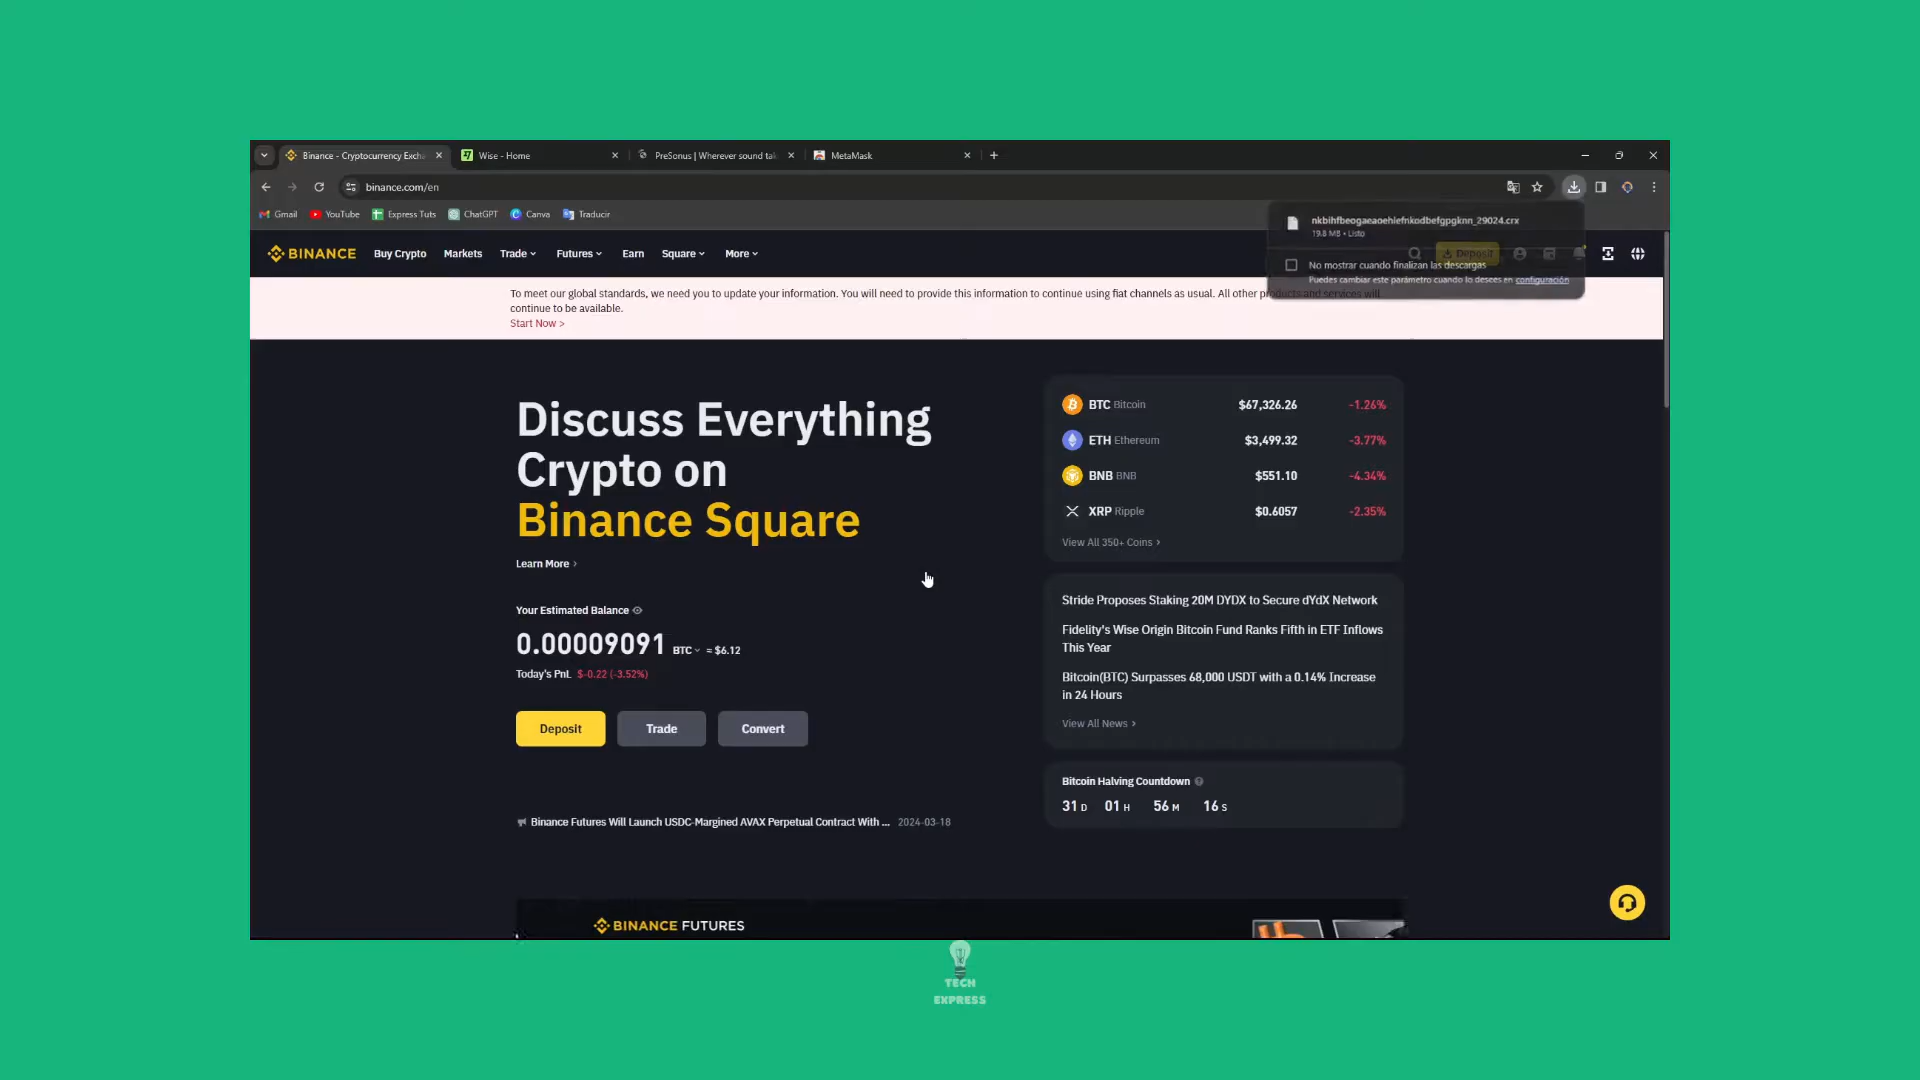 Binance - Cryptocurrency Exch
Wise - Home
PreSonus | Wherever sound tak
MetaMask
binance.com/en
Gmail
YouTube
Express Tuts
ChatGPT
Canva
Traducir
nkbihfbeogaeaoehlefnkodbefgpgknn_29024.crx
19.8 MB • Listo
No mostrar cuando finalizan las descargas
Puedes cambiar este parámetro cuando lo desees en configuración
BINANCE
Buy Crypto
Markets
Trade
Futures
Earn
Square
More
Deposit
To meet our global standards, we need you to update your information. You will need to provide this information to continue using fiat channels as usual. All other products and services will
continue to be available.
Start Now >
Discuss Everything
Crypto on
Binance Square
Learn More >
Your Estimated Balance
0.00009091 BTC ≈ $6.12
Today's PnL $-0.22 (-3.52%)
Deposit
Trade
Convert
Binance Futures Will Launch USDC-Margined AVAX Perpetual Contract With ... 2024-03-18
BTC Bitcoin $67,326.26 -1.26%
ETH Ethereum $3,499.32 -3.77%
BNB BNB $551.10 -4.34%
XRP Ripple $0.6057 -2.35%
View All 350+ Coins >
Stride Proposes Staking 20M DYDX to Secure dYdX Network
Fidelity's Wise Origin Bitcoin Fund Ranks Fifth in ETF Inflows
This Year
Bitcoin(BTC) Surpasses 68,000 USDT with a 0.14% Increase
in 24 Hours
View All News >
Bitcoin Halving Countdown
31 D 01 H 56 M 16 S
BINANCE FUTURES
TECH
EXPRESS